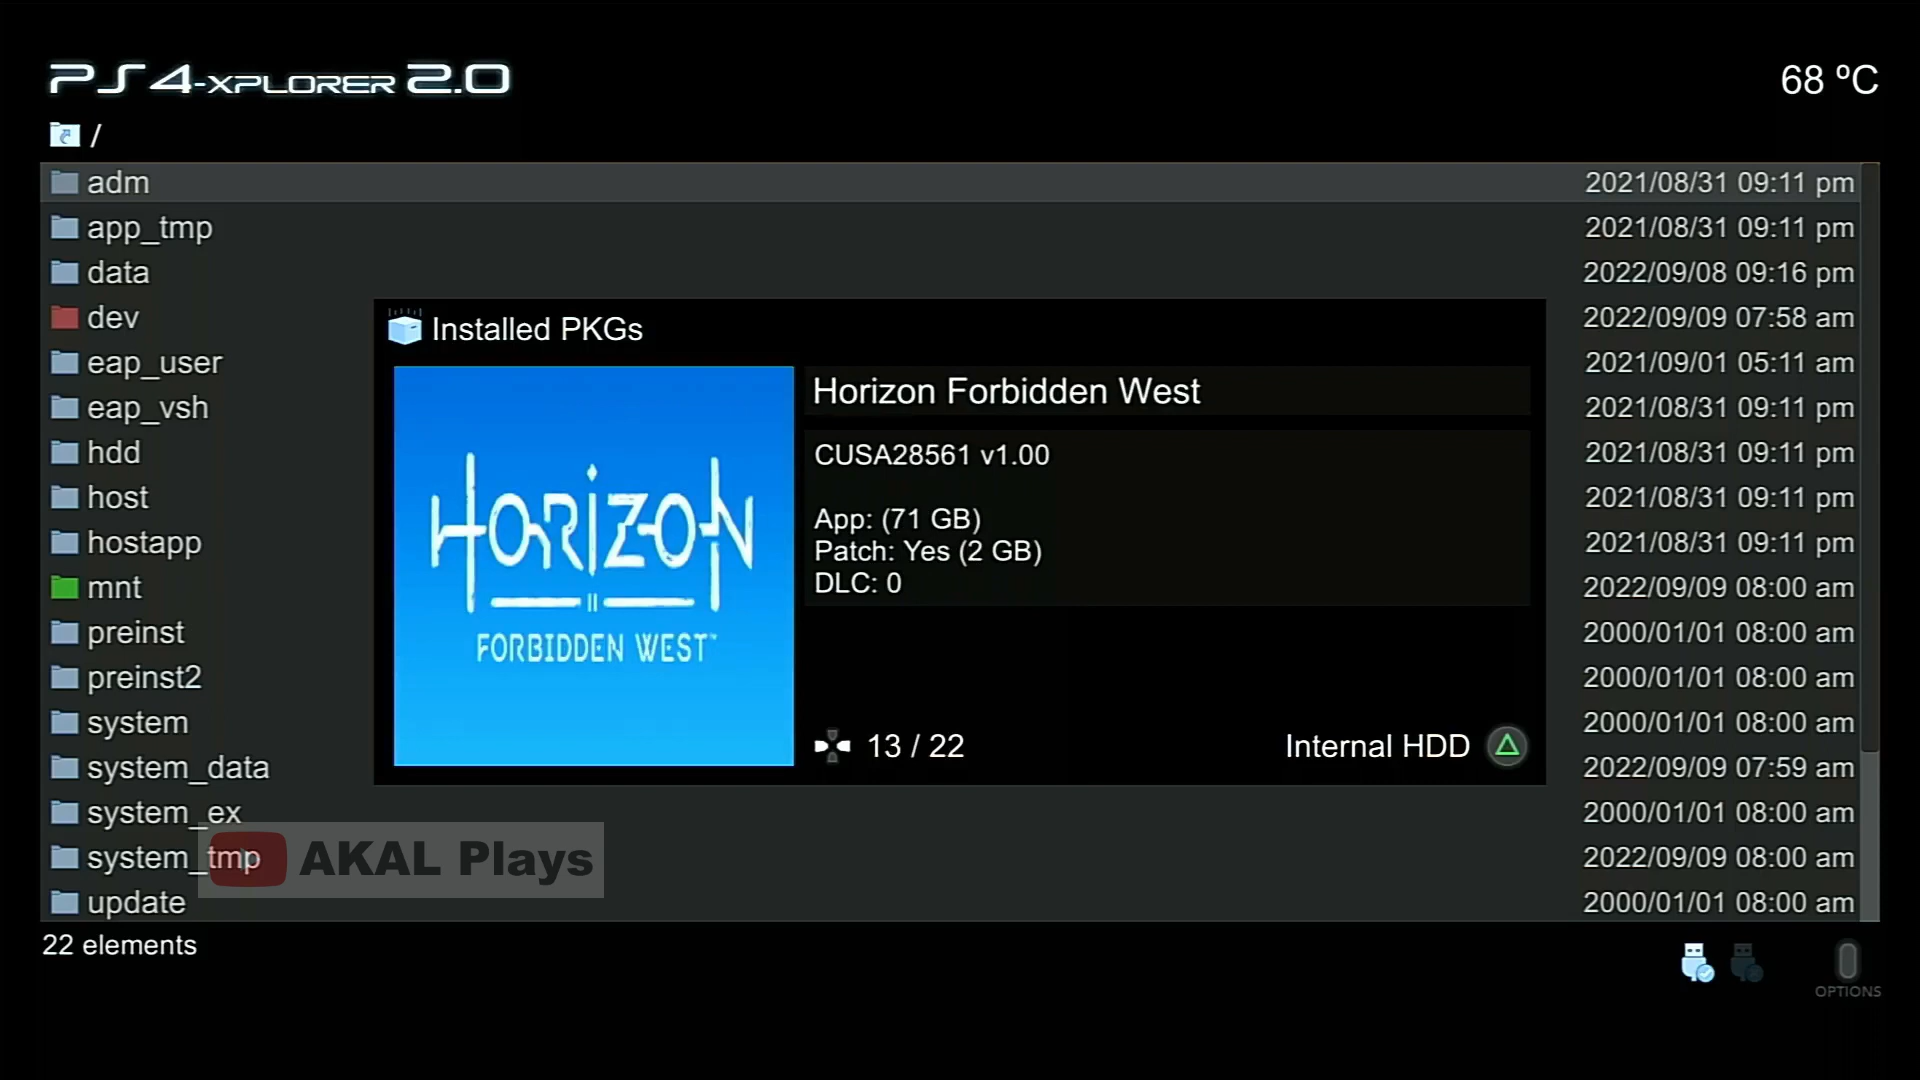 PS4-XPLORER 2.0
68 ºC
/
adm 2021/08/31 09:11 pm
app_tmp 2021/08/31 09:11 pm
data 2022/09/08 09:16 pm
dev 2022/09/09 07:58 am
eap_user 2021/09/01 05:11 am
eap_vsh 2021/08/31 09:11 pm
hdd 2021/08/31 09:11 pm
host 2021/08/31 09:11 pm
hostapp 2021/08/31 09:11 pm
mnt 2022/09/09 08:00 am
preinst 2000/01/01 08:00 am
preinst2 2000/01/01 08:00 am
system 2000/01/01 08:00 am
system_data 2022/09/09 07:59 am
system_ex 2000/01/01 08:00 am
system_tmp 2022/09/09 08:00 am
update 2000/01/01 08:00 am
Installed PKGs
HORIZON
II
FORBIDDEN WEST™
Horizon Forbidden West
CUSA28561 v1.00
App: (71 GB)
Patch: Yes (2 GB)
DLC: 0
13 / 22
Internal HDD
AKAL Plays
22 elements
OPTIONS